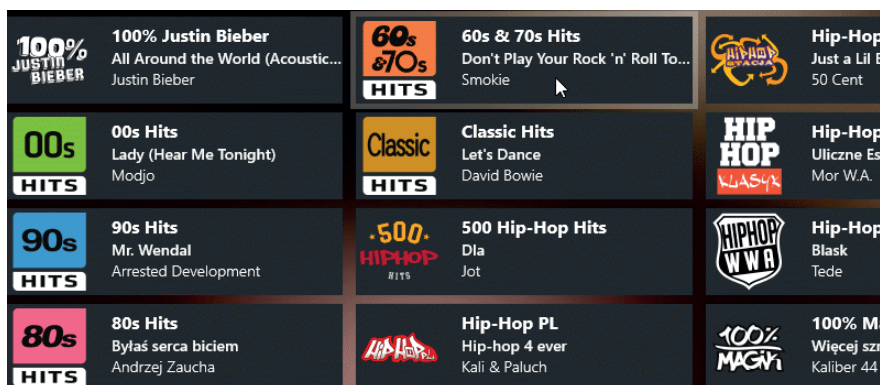 100% JUSTIN BIEBER
100% Justin Bieber
All Around the World (Acoustic...
Justin Bieber
60s &70s HITS
60s & 70s Hits
Don't Play Your Rock 'n' Roll To...
Smokie
HIPHOP STACJA
Hip-Hop
Just a Lil
50 Cent
00s HITS
00s Hits
Lady (Hear Me Tonight)
Modjo
Classic HITS
Classic Hits
Let's Dance
David Bowie
HIP HOP KLASYK
Hip-Hop
Uliczne Es
Mor W.A.
90s HITS
90s Hits
Mr. Wendal
Arrested Development
500 HIPHOP HITS
500 Hip-Hop Hits
Dla
Jot
HIPHOP WWA
Hip-Hop
Blask
Tede
80s HITS
80s Hits
Byłaś serca biciem
Andrzej Zaucha
HIPHOP PL
Hip-Hop PL
Hip-hop 4 ever
Kali & Paluch
100% MAGIK
100% Ma
Więcej sz
Kaliber 44